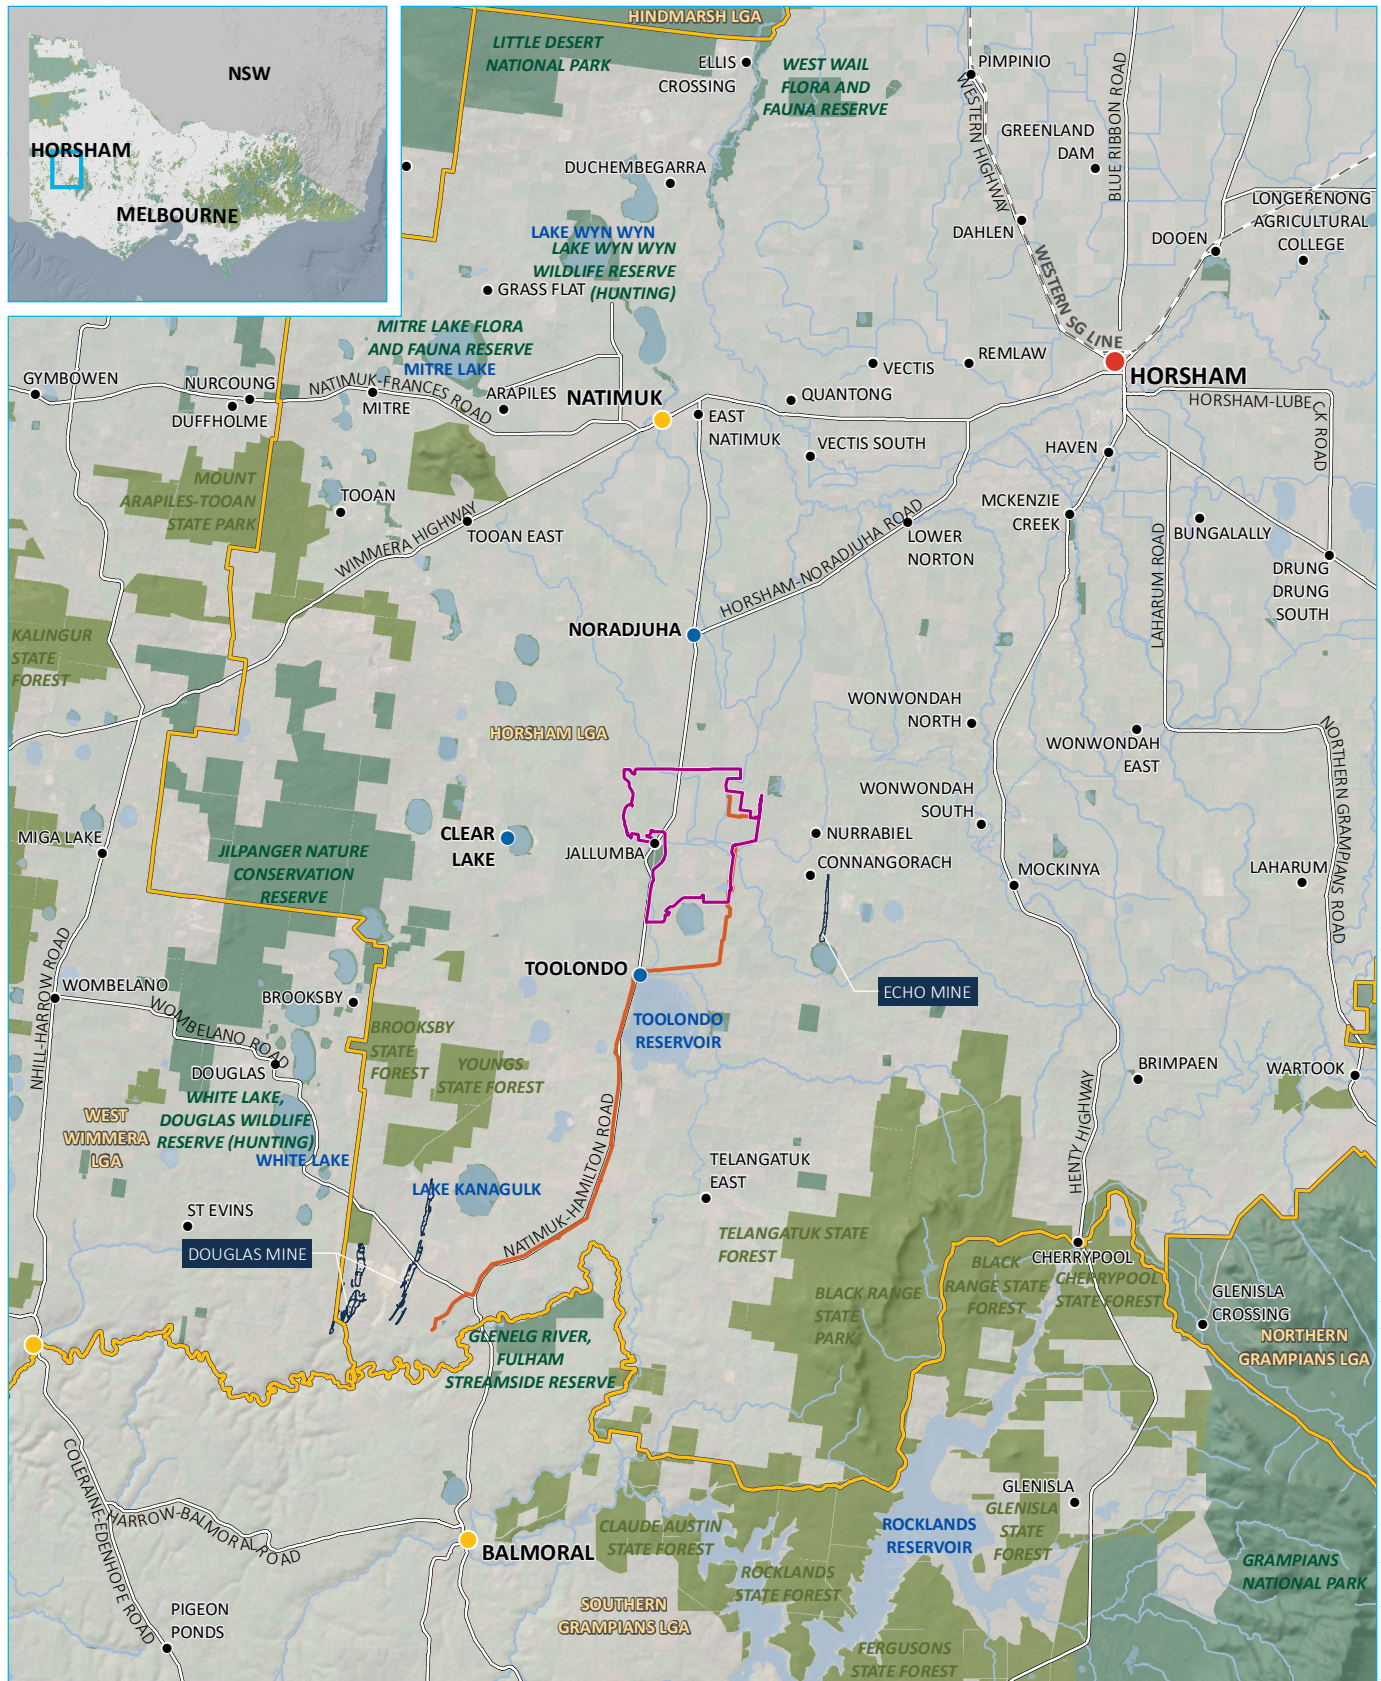 NSW
HORSHAM
MELBOURNE
HINDMARSH LGA
LITTLE DESERT
NATIONAL PARK
ELLIS
CROSSING
WEST WAIL
FLORA AND
FAUNA RESERVE
PIMPINIO
WESTERN HIGHWAY
BLUE RIBBON ROAD
GREENLAND
DAM
DUCHEMBEGARRA
LONGERENONG
AGRICULTURAL
COLLEGE
DAHLEN
DOOEN
LAKE WYN WYN
LAKE WYN WYN
WILDLIFE RESERVE
(HUNTING)
GRASS FLAT
WESTERN SG LINE
MITRE LAKE FLORA
AND FAUNA RESERVE
MITRE LAKE
GYMBOWEN
NURCOUNG
DUFFHOLME
NATIMUK-FRANCES ROAD
MITRE
ARAPILES
NATIMUK
VECTIS
REMLAW
HORSHAM
QUANTONG
HORSHAM-LUBECK ROAD
EAST
NATIMUK
VECTIS SOUTH
HAVEN
MOUNT
ARAPILES-TOOAN
STATE PARK
TOOAN
WIMMERA HIGHWAY
TOOAN EAST
MCKENZIE
CREEK
LOWER
NORTON
HORSHAM-NORADJUHA ROAD
LAHARUM ROAD
BUNGALALLY
DRUNG
DRUNG
SOUTH
KALINGUR
STATE
FOREST
NORADJUHA
HORSHAM LGA
WONWONDAH
NORTH
WONWONDAH
EAST
NORTHERN GRAMPIANS ROAD
WONWONDAH
SOUTH
MIGA LAKE
CLEAR
LAKE
JALLUMBA
NURRABIEL
CONNANGORACH
MOCKINYA
LAHARUM
JILPANGER NATURE
CONSERVATION
RESERVE
NHILL-HARROW ROAD
WOMBELANO
BROOKSBY
TOOLONDO
ECHO MINE
WOMBELANO ROAD
BROOKSBY
STATE
FOREST
TOOLONDO
RESERVOIR
DOUGLAS
YOUNGS
STATE FOREST
BRIMPAEN
WARTOOK
WHITE LAKE,
DOUGLAS WILDLIFE
RESERVE (HUNTING)
WEST
WIMMERA
LGA
WHITE LAKE
LAKE KANAGULK
NATIMUK-HAMILTON ROAD
HENTY HIGHWAY
TELANGATUK
EAST
ST EVINS
DOUGLAS MINE
TELANGATUK STATE
FOREST
CHERRYPOOL
BLACK
RANGE STATE
FOREST
CHERRYPOOL
STATE FOREST
BLACK RANGE
STATE
PARK
GLENISLA
CROSSING
GLENELG RIVER,
FULHAM
STREAMSIDE RESERVE
NORTHERN
GRAMPIANS LGA
COLERAINE-EDENHOPE ROAD
HARROW-BALMORAL ROAD
BALMORAL
CLAUDE AUSTIN
STATE FOREST
ROCKLANDS
RESERVOIR
GLENISLA
GLENISLA
STATE
FOREST
ROCKLANDS
STATE FOREST
GRAMPIANS
NATIONAL PARK
PIGEON
PONDS
SOUTHERN
GRAMPIANS LGA
FERGUSONS
STATE FOREST